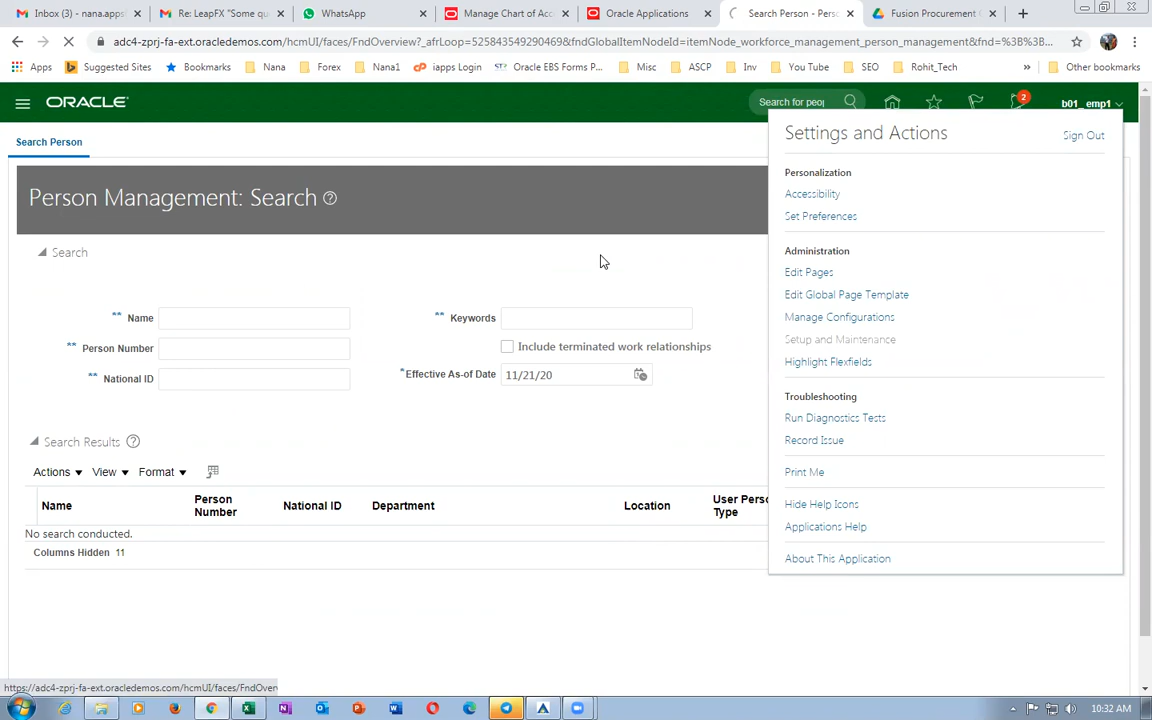 Inbox (3) - nana.apps
Re: LeapFX "Some qu
WhatsApp
Manage Chart of Acc
Oracle Applications
Search Person - Pers
Fusion Procurement
adc4-zprj-fa-ext.oracledemos.com/hcmUI/faces/FndOverview?_afrLoop=52584354929046​9&fndGlobalItemNodeId=itemNode_workforce_management_person_management&fnd=%3B%3B...
Apps
Suggested Sites
Bookmarks
Nana
Forex
Nana1
iapps Login
Oracle EBS Forms P...
Misc
ASCP
Inv
You Tube
SEO
Rohit_Tech
»
Other bookmarks
ORACLE
Search for peop
2
b01_emp1
Search Person
Settings and Actions
Sign Out
Personalization
Accessibility
Set Preferences
Administration
Edit Pages
Edit Global Page Template
Manage Configurations
Setup and Maintenance
Highlight Flexfields
Troubleshooting
Run Diagnostics Tests
Record Issue
Print Me
Hide Help Icons
Applications Help
About This Application
Person Management: Search
Search
** Name
** Keywords
** Person Number
Include terminated work relationships
** National ID
*Effective As-of Date 11/21/20
Search Results
Actions View Format
Name
Person Number
National ID
Department
Location
User Perso
Type
No search conducted.
Columns Hidden 11
https://adc4-zprj-fa-ext.oracledemos.com/hcmUI/faces/FndOver
10:32 AM